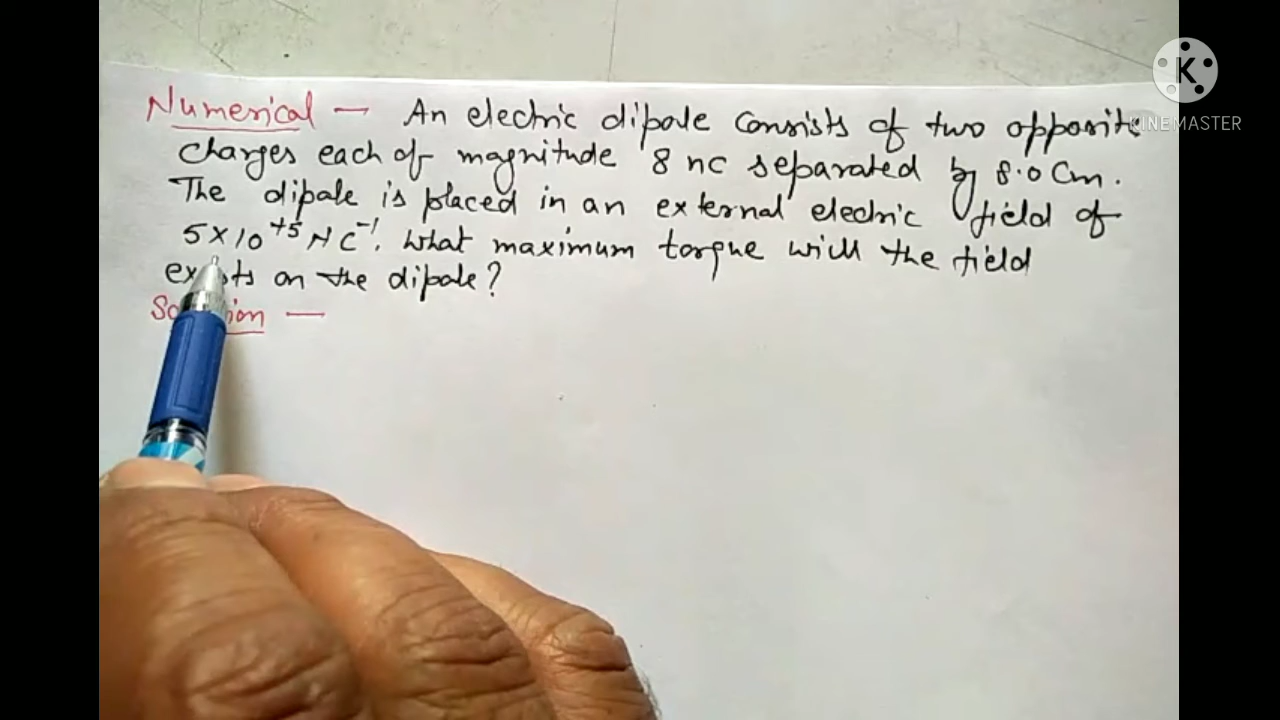 Numerical — An electric dipole consists of two opposite
charges each of magnitude 8 nc separated by 8.0 Cm.
The dipole is placed in an external electric field of
5×10⁺⁵ N C⁻¹. What maximum torque will the field
on the dipole?
—
K
KINEMASTER